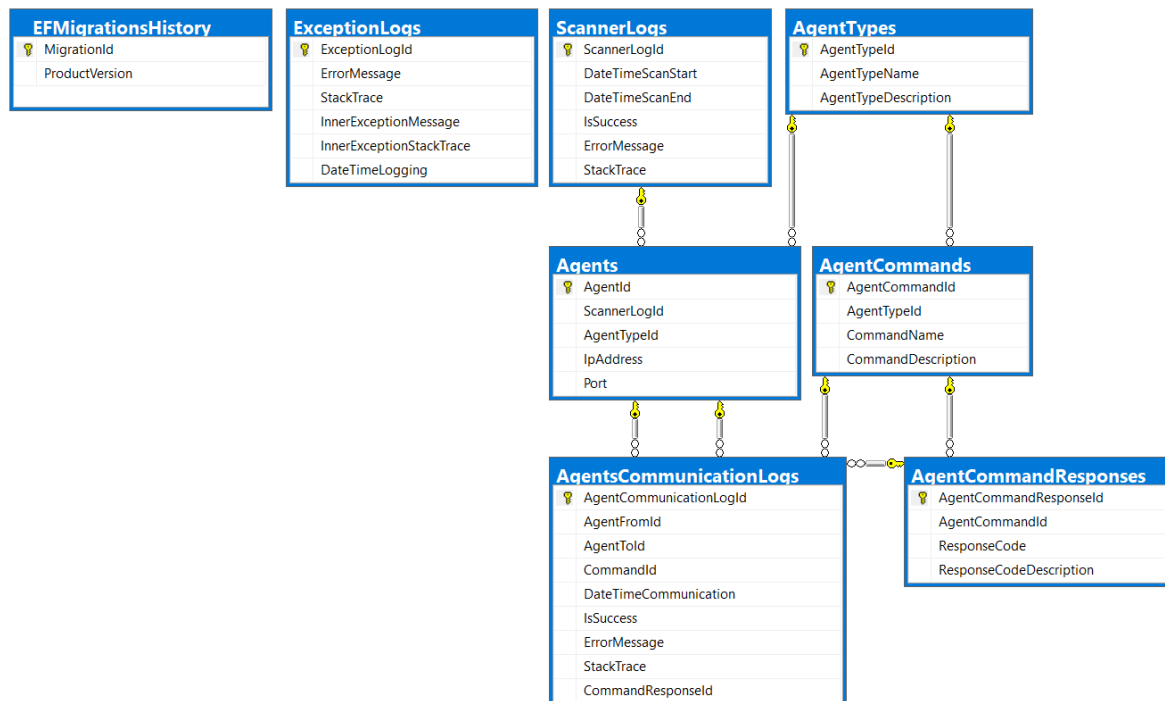 EFMigrationsHistory
MigrationId
ProductVersion
ExceptionLogs
ExceptionLogId
ErrorMessage
StackTrace
InnerExceptionMessage
InnerExceptionStackTrace
DateTimeLogging
ScannerLogs
ScannerLogId
DateTimeScanStart
DateTimeScanEnd
IsSuccess
ErrorMessage
StackTrace
AgentTypes
AgentTypeId
AgentTypeName
AgentTypeDescription
Agents
AgentId
ScannerLogId
AgentTypeId
IpAddress
Port
AgentCommands
AgentCommandId
AgentTypeId
CommandName
CommandDescription
AgentsCommunicationLogs
AgentCommunicationLogId
AgentFromId
AgentToId
CommandId
DateTimeCommunication
IsSuccess
ErrorMessage
StackTrace
CommandResponseId
AgentCommandResponses
AgentCommandResponseId
AgentCommandId
ResponseCode
ResponseCodeDescription